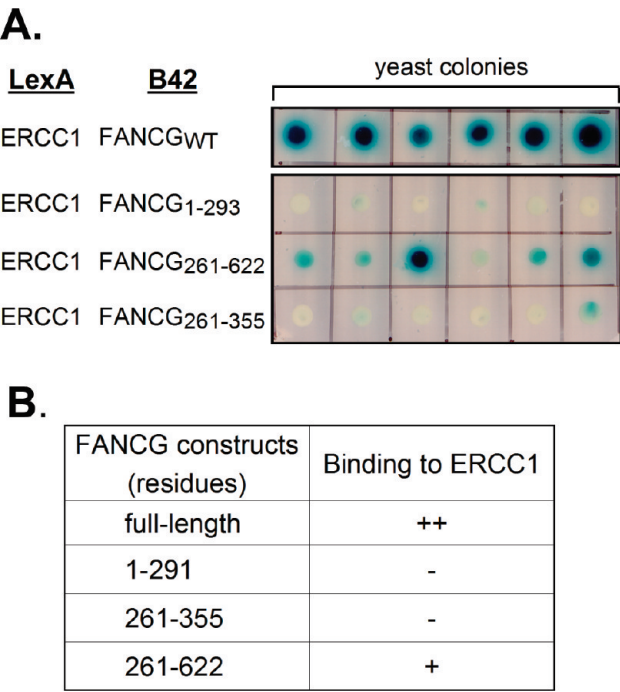 A.
LexA B42 yeast colonies
ERCC1 FANCGWT
ERCC1 FANCG1-293
ERCC1 FANCG261-622
ERCC1 FANCG261-355
B.
FANCG constructs
(residues)
Binding to ERCC1
full-length ++
1-291 -
261-355 -
261-622 +